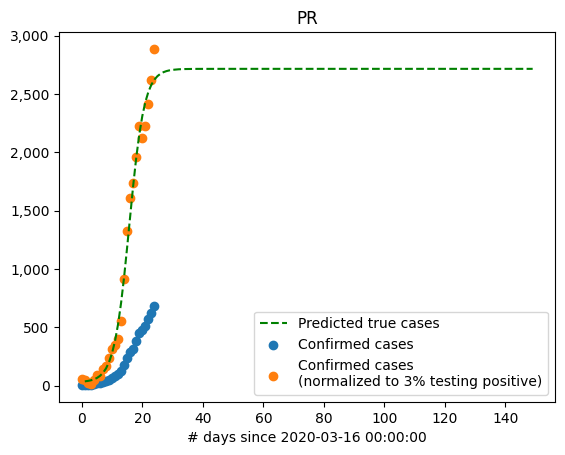 PR
3,000
2,500
2,000
1,500
1,000
500
0
0 20 40 60 80 100 120 140
# days since 2020-03-16 00:00:00
Predicted true cases
Confirmed cases
Confirmed cases
(normalized to 3% testing positive)